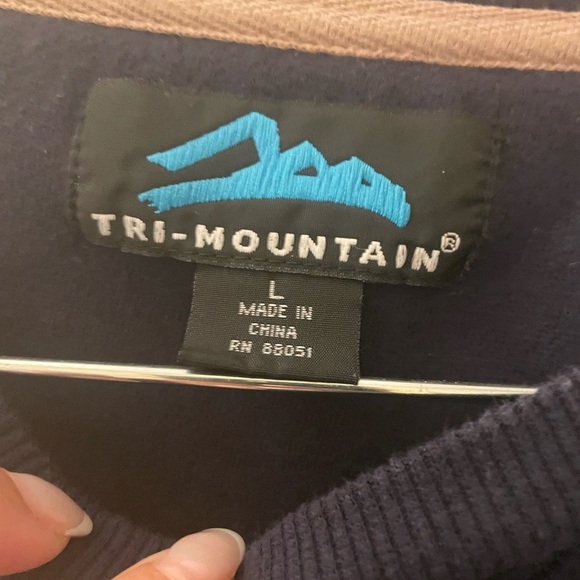 TRI-MOUNTAIN®
L
MADE IN
CHINA
RN 88051